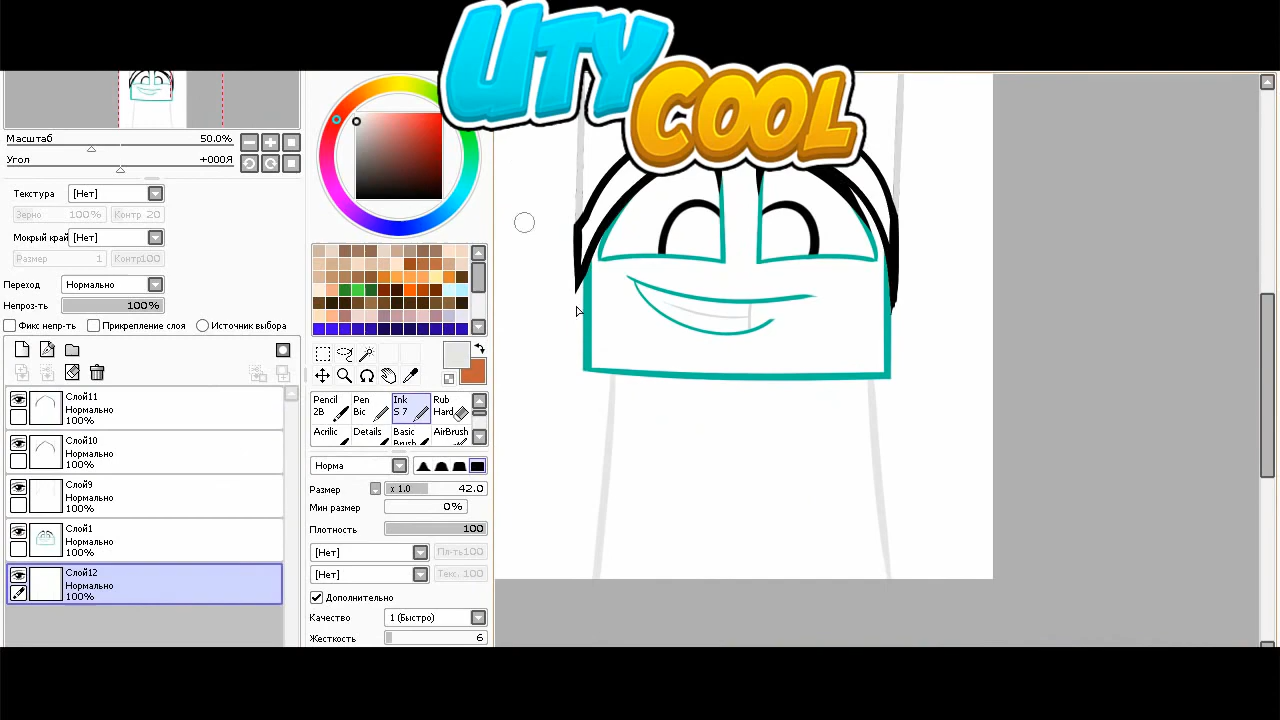 UTY
COOL
Масштаб 50.0%
Угол +000Я
Текстура [Нет]
Зерно 100% Контр 20
Мокрый край [Нет]
Размер 1 Контр 100
Переход Нормально
Непроз-ть 100%
Фикс непр-ти Прикрепление слоя
Источник выбора
Слой11
Нормально
100%
Слой10
Нормально
100%
Слой9
Нормально
100%
Слой1
Нормально
100%
Слой12
Нормально
100%
Pencil Pen Ink Rub
2B Bic S 7 Hard
Acrilic Details Basic AirBrush
Brush
Норма
Размер x 1.0 42.0
Мин размер 0%
Плотность 100
[Нет] Пл-ть100
[Нет] Текс. 100
Дополнительно
Качество 1 (Быстро)
Жесткость 6